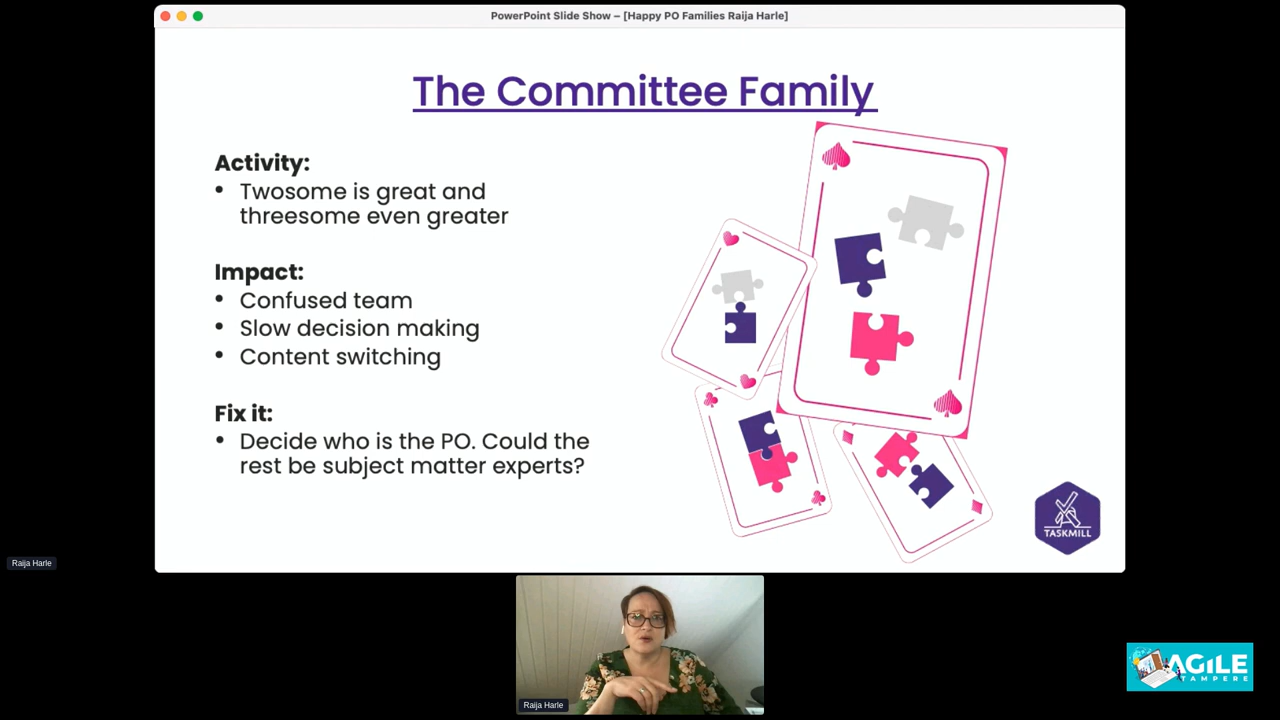 PowerPoint Slide Show – [Happy PO Families Raija Harle]
The Committee Family
Activity:
• Twosome is great and
threesome even greater
Impact:
• Confused team
• Slow decision making
• Content switching
Fix it:
• Decide who is the PO. Could the
rest be subject matter experts?
TASKMILL
Raija Harle
Raija Harle
AGILE
TAMPERE